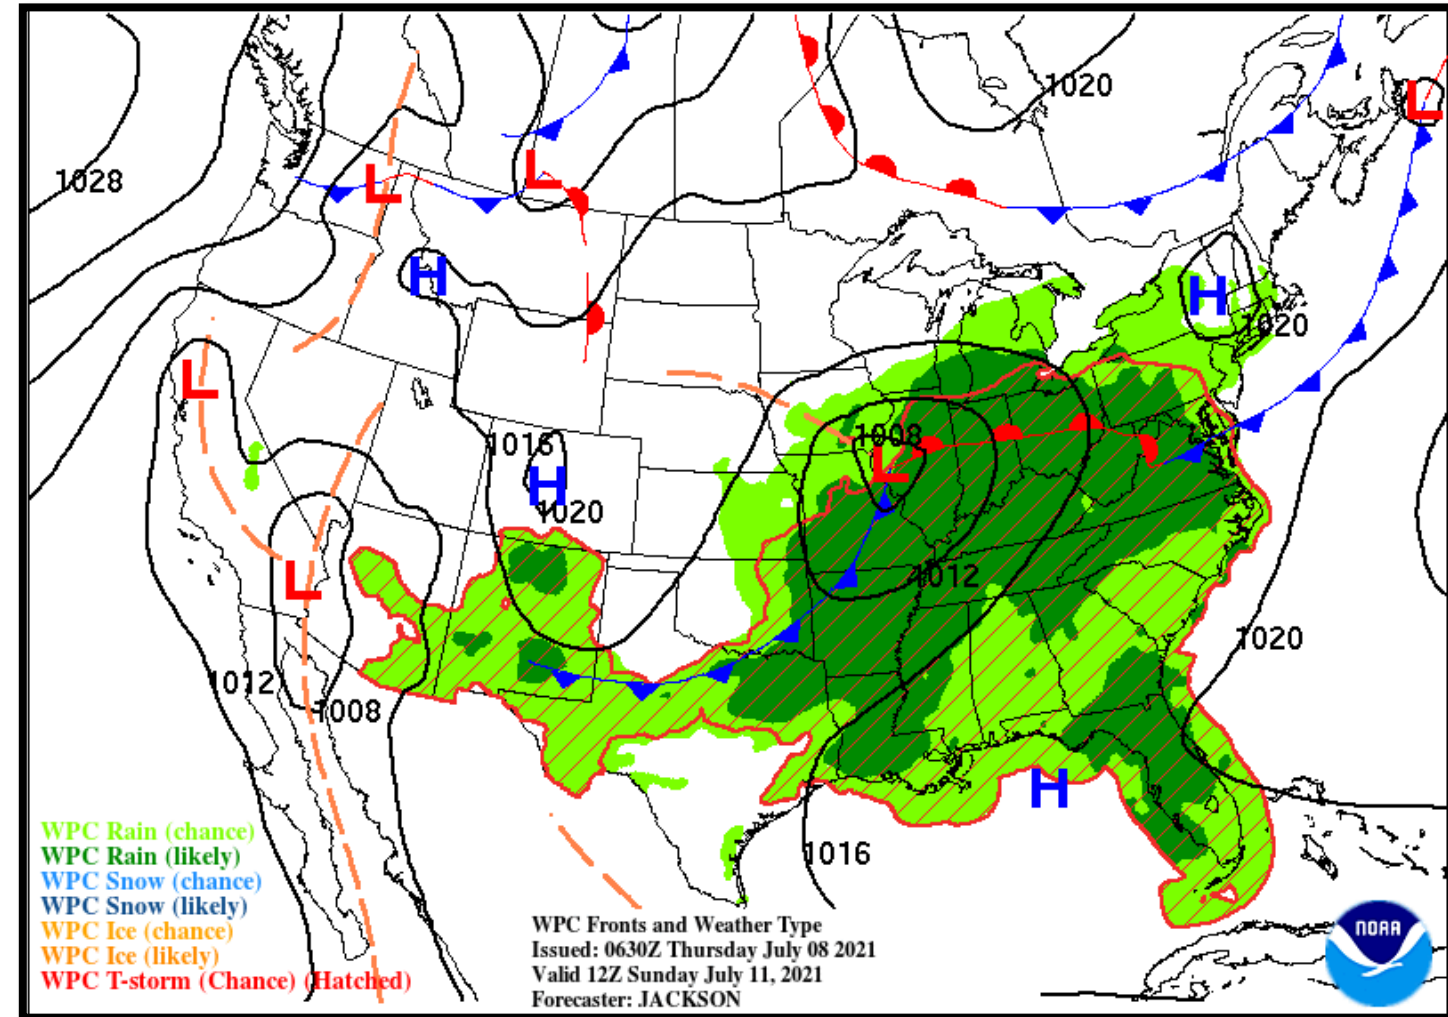 1020
L
1028
L
L
H
H
1020
L
1008
1016
L
H
1020
1012
L
1020
1012
1008
H
1016
WPC Rain (chance)
WPC Rain (likely)
WPC Snow (chance)
WPC Snow (likely)
WPC Ice (chance)
WPC Ice (likely)
WPC T-storm (Chance) (Hatched)
WPC Fronts and Weather Type
Issued: 0630Z Thursday July 08 2021
Valid 12Z Sunday July 11, 2021
Forecaster: JACKSON
NOAA